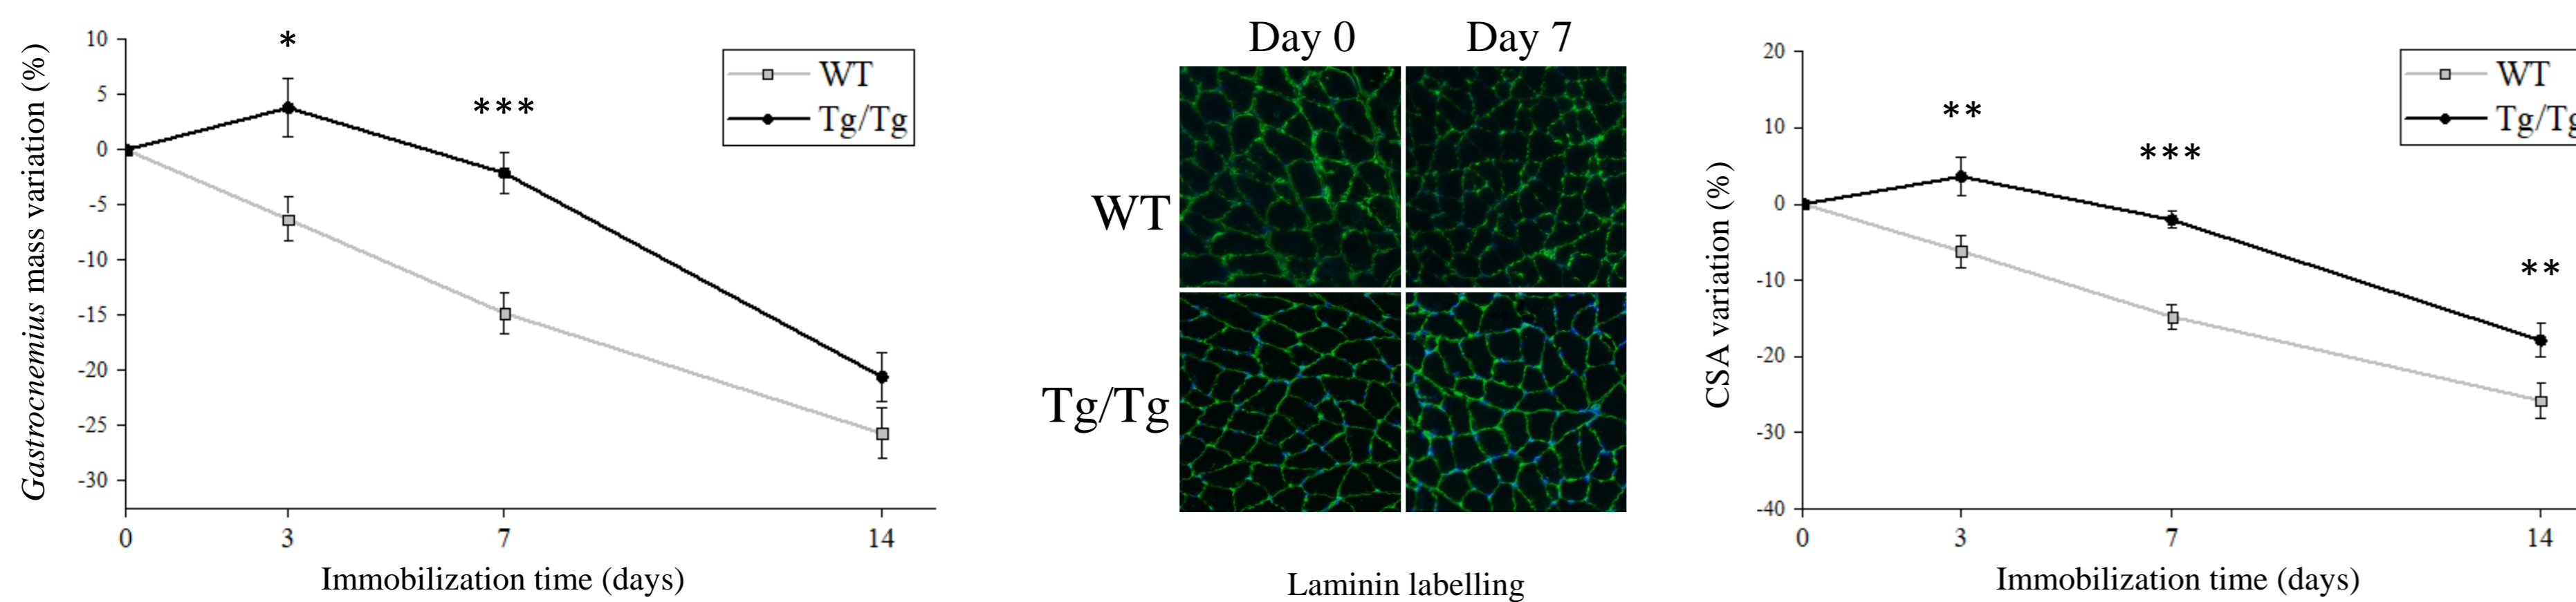 Gastrocnemius mass variation (%)
10
5
0
-5
-10
-15
-20
-25
-30
*
***
WT
Tg/Tg
0 3 7 14
Immobilization time (days)
Day 0 Day 7
WT
Tg/Tg
Laminin labelling
CSA variation (%)
20
10
0
-10
-20
-30
-40
**
***
**
WT
Tg/Tg
0 3 7 14
Immobilization time (days)